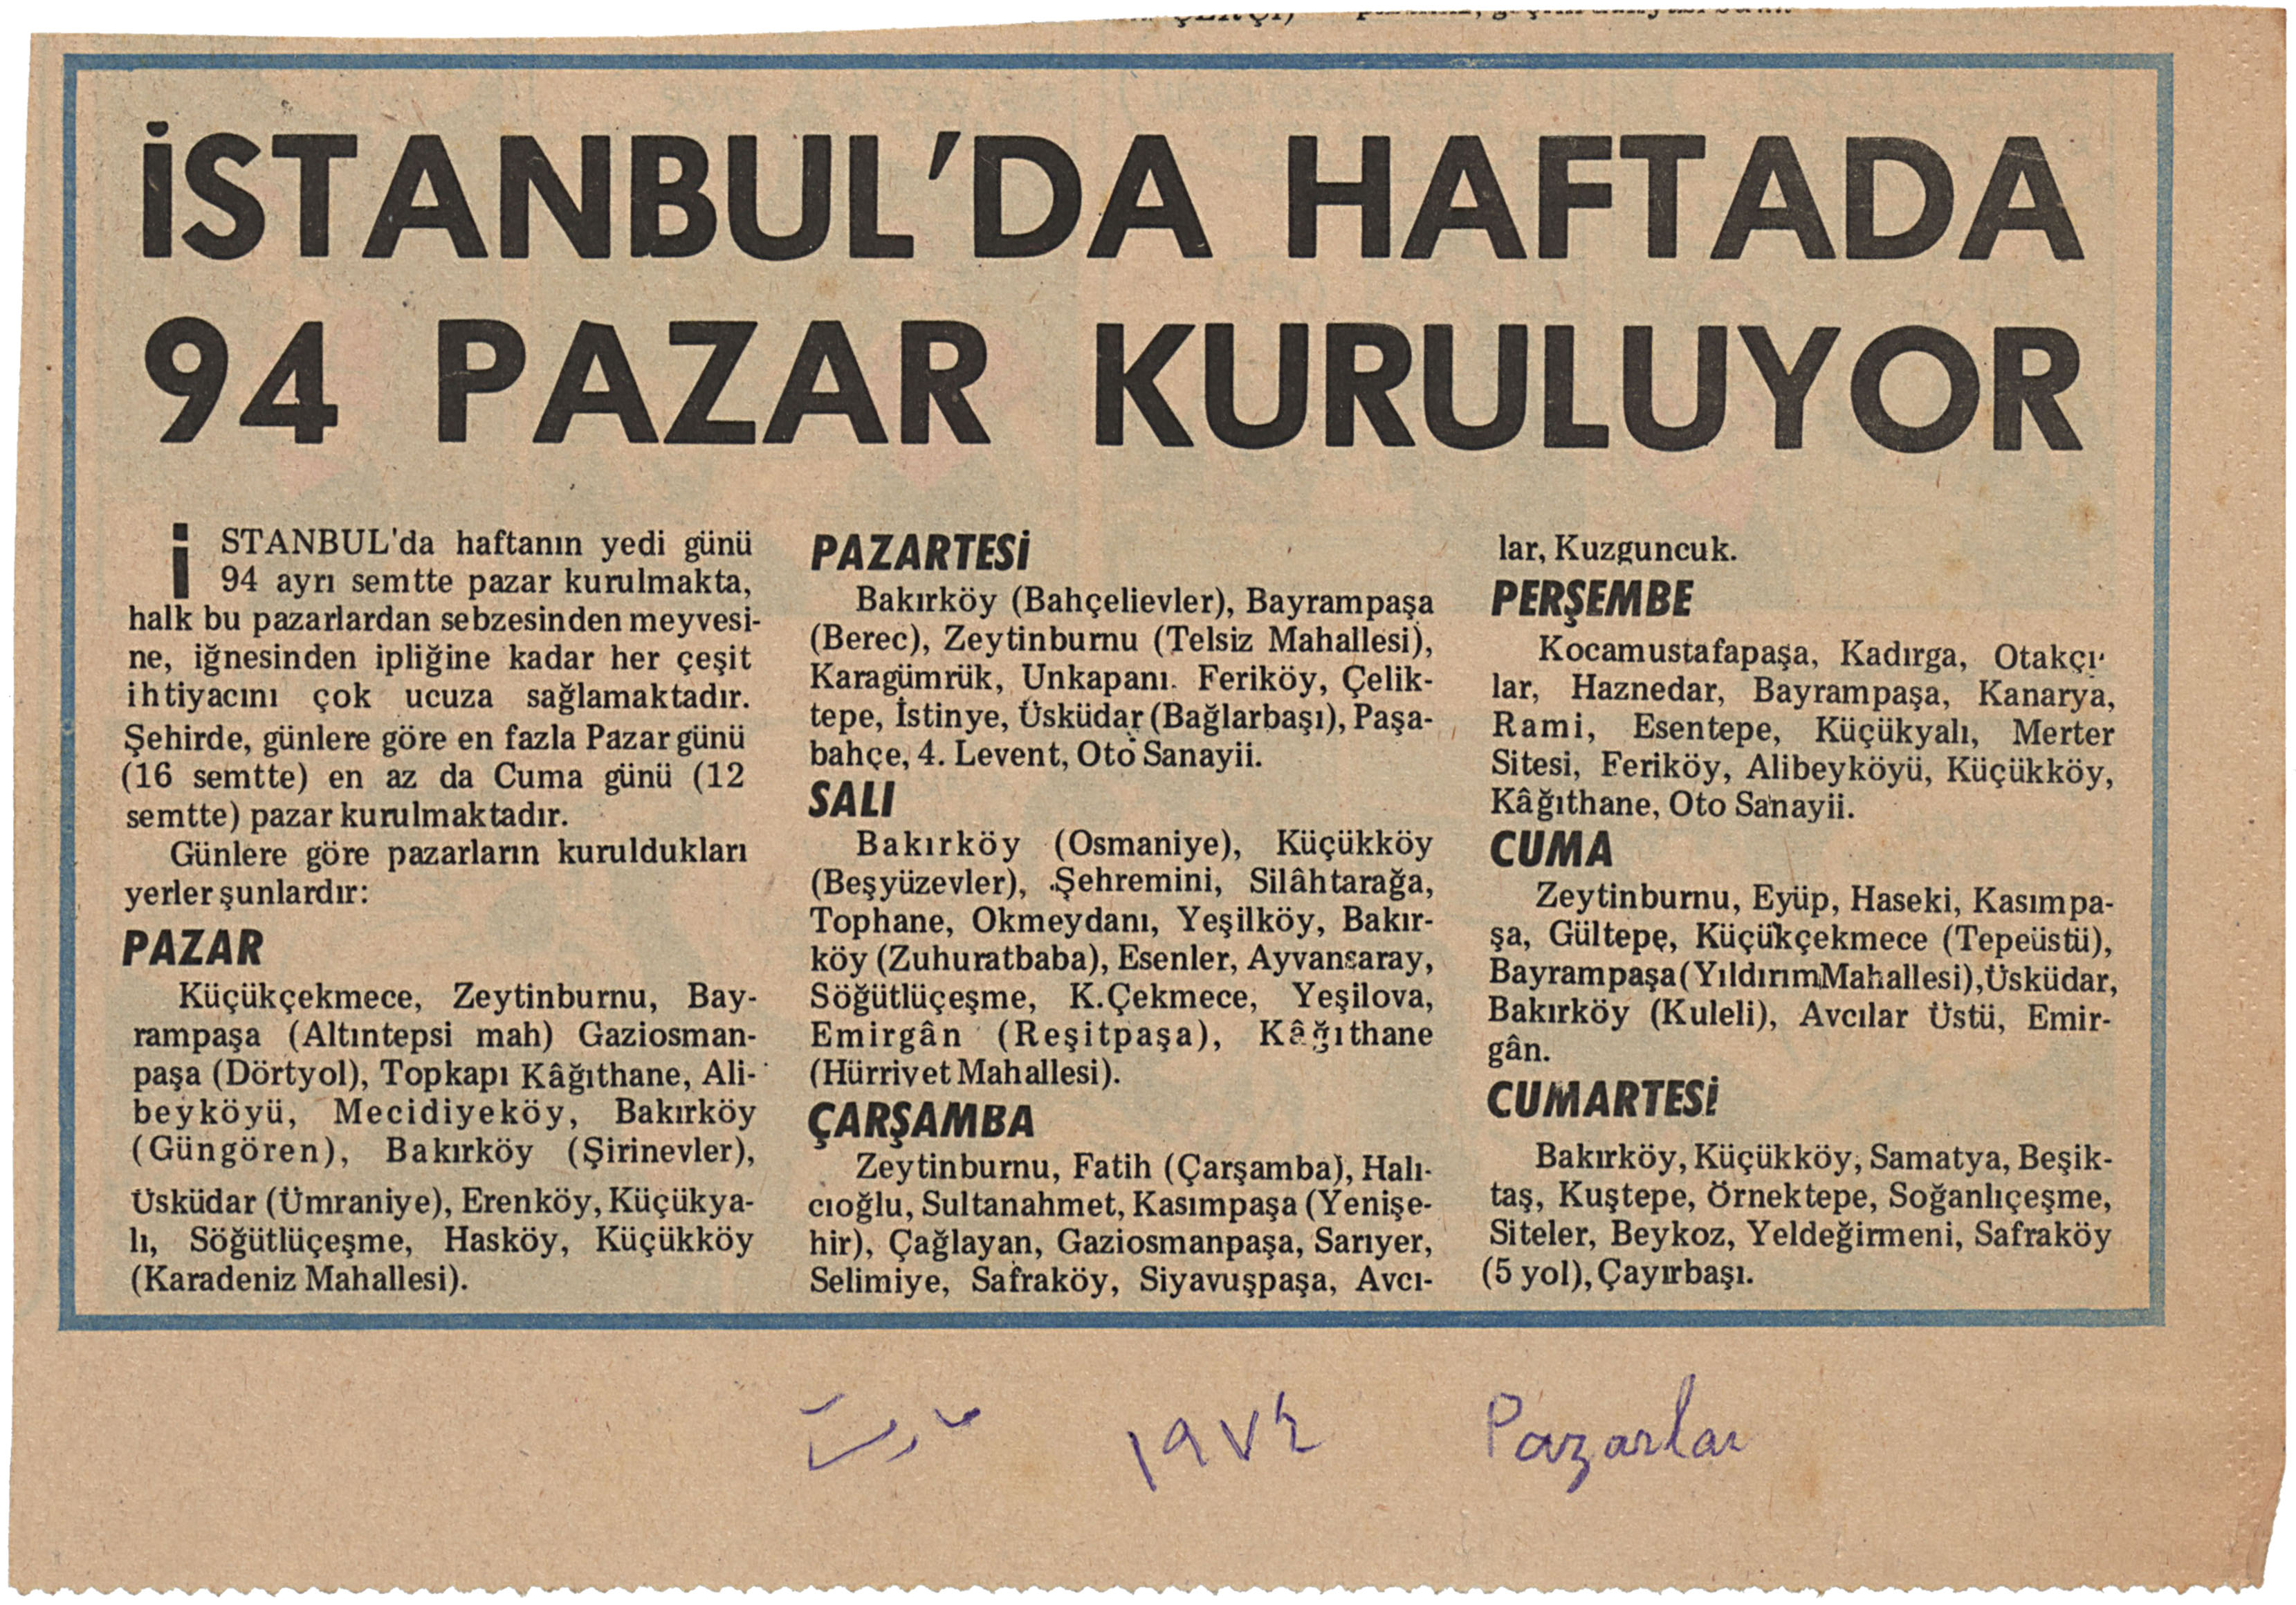 İSTANBUL'DA HAFTADA
94 PAZAR KURULUYOR
İSTANBUL'da haftanın yedi günü
94 ayrı semtte pazar kurulmakta,
halk bu pazarlardan sebzesinden meyvesi-
ne, iğnesinden ipliğine kadar her çeşit
ihtiyacını çok ucuza sağlamaktadır.
Şehirde, günlere göre en fazla Pazar günü
(16 semtte) en az da Cuma günü (12
semtte) pazar kurulmaktadır.
Günlere göre pazarların kuruldukları
yerler şunlardır:
PAZAR
Küçükçekmece, Zeytinburnu, Bay-
rampaşa (Altıntepsi mah) Gaziosman-
paşa (Dörtyol), Topkapı Kâğıthane, Ali-
beyköyü, Mecidiyeköy, Bakırköy
(Güngören), Bakırköy (Şirinevler),
Üsküdar (Ümraniye), Erenköy, Küçükya-
lı, Söğütlüçeşme, Hasköy, Küçükköy
(Karadeniz Mahallesi).
PAZARTESİ
Bakırköy (Bahçelievler), Bayrampaşa
(Berec), Zeytinburnu (Telsiz Mahallesi),
Karagümrük, Unkapanı. Feriköy, Çelik-
tepe, İstinye, Üsküdar (Bağlarbaşı), Paşa-
bahçe, 4. Levent, Oto Sanayii.
SALI
Bakırköy (Osmaniye), Küçükköy
(Beşyüzevler), Şehremini, Silâhtarağa,
Tophane, Okmeydanı, Yeşilköy, Bakır-
köy (Zuhuratbaba), Esenler, Ayvansaray,
Söğütlüçeşme, K.Çekmece, Yeşilova,
Emirgân (Reşitpaşa), Kâğıthane
(Hürriyet Mahallesi).
ÇARŞAMBA
Zeytinburnu, Fatih (Çarşamba), Halı-
cıoğlu, Sultanahmet, Kasımpaşa (Yenişe-
hir), Çağlayan, Gaziosmanpaşa, Sarıyer,
Selimiye, Safraköy, Siyavuşpaşa, Avcı-
lar, Kuzguncuk.
PERŞEMBE
Kocamustafapaşa, Kadırga, Otakçı-
lar, Haznedar, Bayrampaşa, Kanarya,
Rami, Esentepe, Küçükyalı, Merter
Sitesi, Feriköy, Alibeyköyü, Küçükköy,
Kâğıthane, Oto Sanayii.
CUMA
Zeytinburnu, Eyüp, Haseki, Kasımpa-
şa, Gültepe, Küçükçekmece (Tepeüstü),
Bayrampaşa (Yıldırım Mahallesi), Üsküdar,
Bakırköy (Kuleli), Avcılar Üstü, Emir-
gân.
CUMARTESİ
Bakırköy, Küçükköy, Samatya, Beşik-
taş, Kuştepe, Örnektepe, Soğanlıçeşme,
Siteler, Beykoz, Yeldeğirmeni, Safraköy
(5 yol), Çayırbaşı.
١٩٧٤ Pazarlar